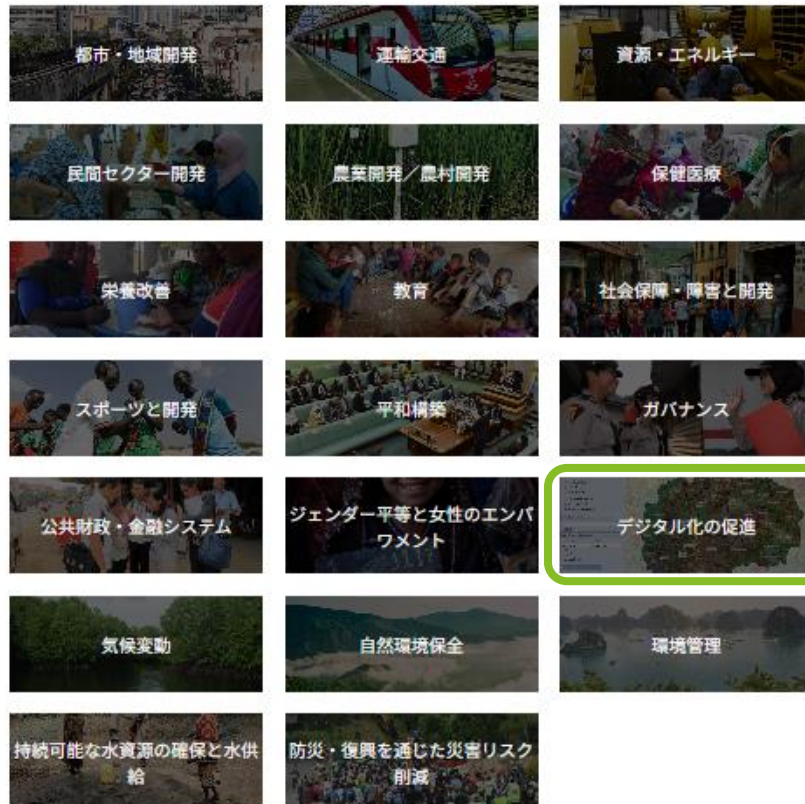 都市・地域開発
運輸交通
資源・エネルギー
民間セクター開発
農業開発／農村開発
保健医療
栄養改善
教育
社会保障・障害と開発
スポーツと開発
平和構築
ガバナンス
公共財政・金融システム
ジェンダー平等と女性のエンパ
ワメント
デジタル化の促進
気候変動
自然環境保全
環境管理
持続可能な水資源の確保と水供
給
防災・復興を通じた災害リスク
削減